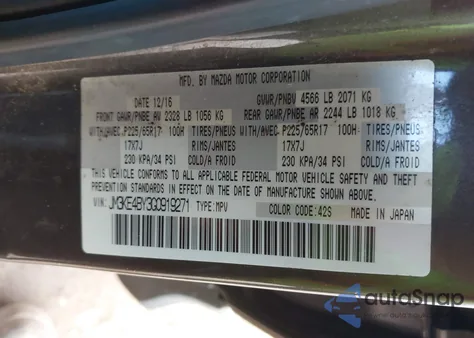 MFD. BY MAZDA MOTOR CORPORATION
DATE 12/16 GVWR/PNBV 4566 LB 2071 KG
FRONT GAWR/PNBE AV 2328 LB 1056 KG REAR GAWR/PNBE AR 2244 LB 1018 KG
WITH/AVEC P225/65R17 100H TIRES/PNEUS WITH/AVEC P225/65R17 100H TIRES/PNEUS
17X7J RIMS/JANTES 17X7J RIMS/JANTES
230 KPA/34 PSI COLD/A FROID 230 KPA/34 PSI COLD/A FROID
THIS VEHICLE CONFORMS TO ALL APPLICABLE FEDERAL MOTOR VEHICLE SAFETY, BUMPER AND THEFT
PREVENTION STANDARDS IN EFFECT ON THE DATE OF MANUFACTURE SHOWN ABOVE.
VIN: JM3KE4BY3G0919271 TYPE:MPV COLOR CODE:42S MADE IN JAPAN
autoSnap